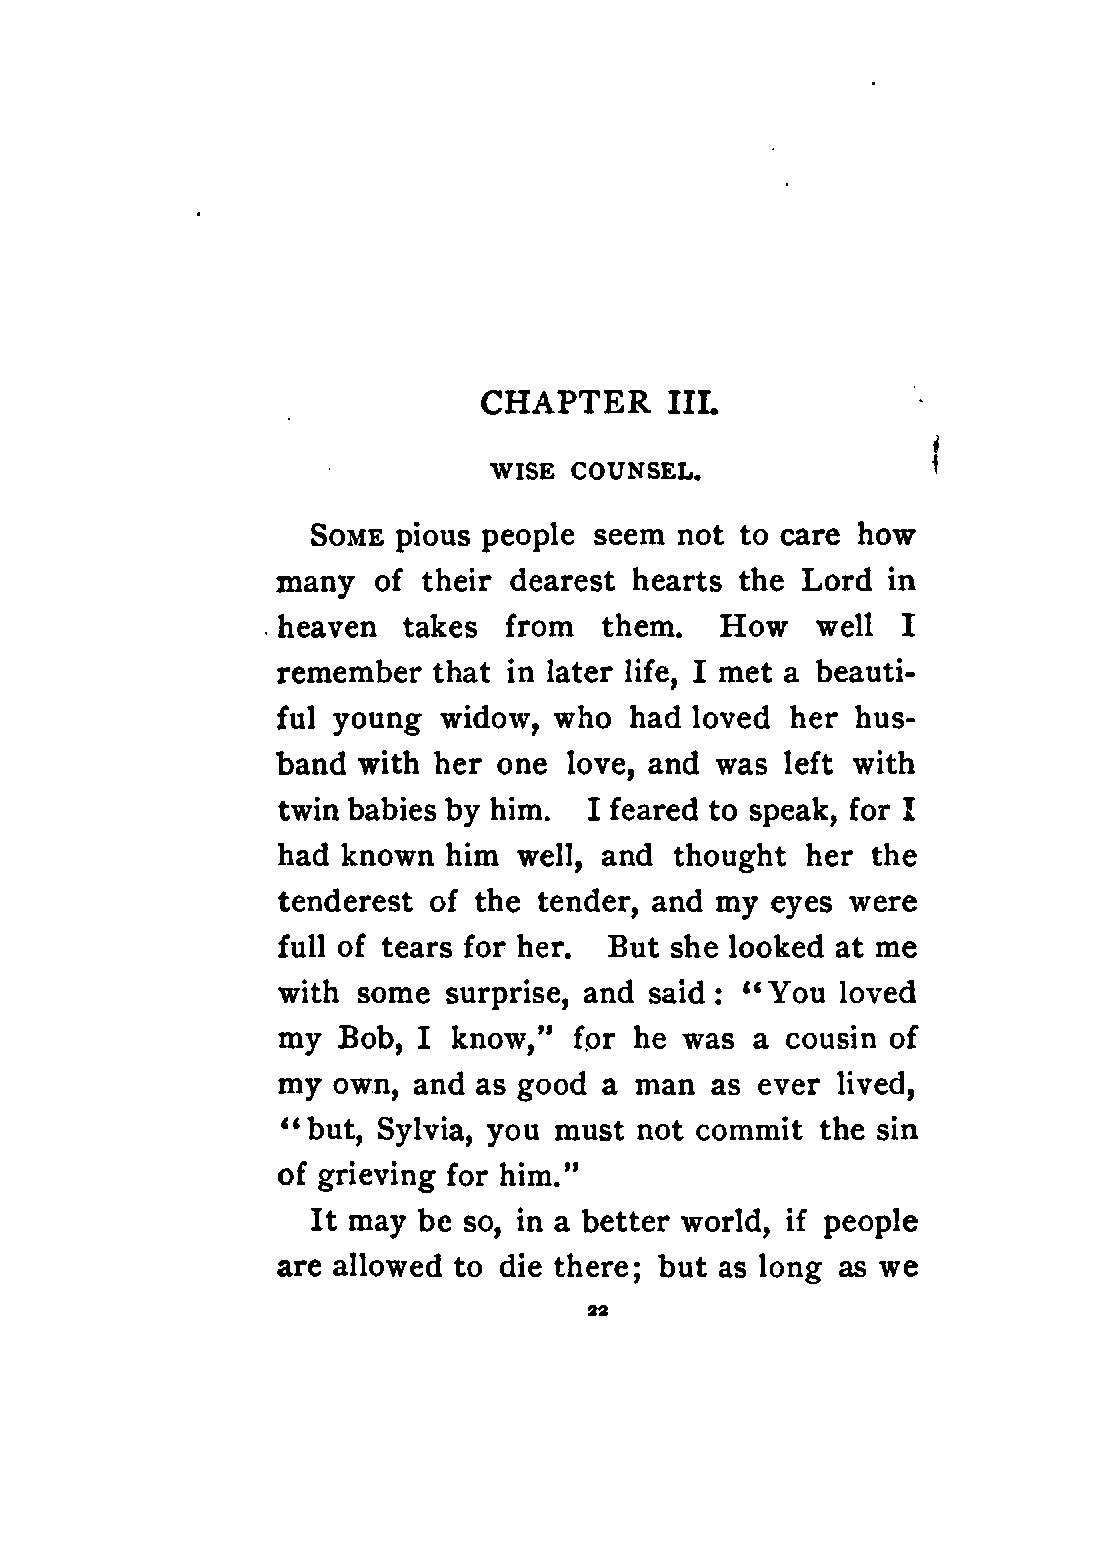 CHAPTER III.
WISE COUNSEL.
SOME pious people seem not to care how
many of their dearest hearts the Lord in
heaven takes from them. How well I
remember that in later life, I met a beauti-
ful young widow, who had loved her hus-
band with her one love, and was left with
twin babies by him. I feared to speak, for I
had known him well, and thought her the
tenderest of the tender, and my eyes were
full of tears for her. But she looked at me
with some surprise, and said: “You loved
my Bob, I know,” for he was a cousin of
my own, and as good a man as ever lived,
“but, Sylvia, you must not commit the sin
of grieving for him.”
It may be so, in a better world, if people
are allowed to die there; but as long as we
22